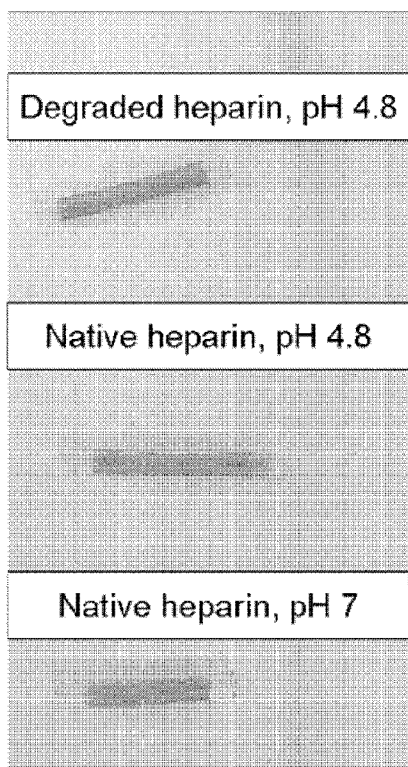 Degraded heparin, pH 4.8
Native heparin, pH 4.8
Native heparin, pH 7